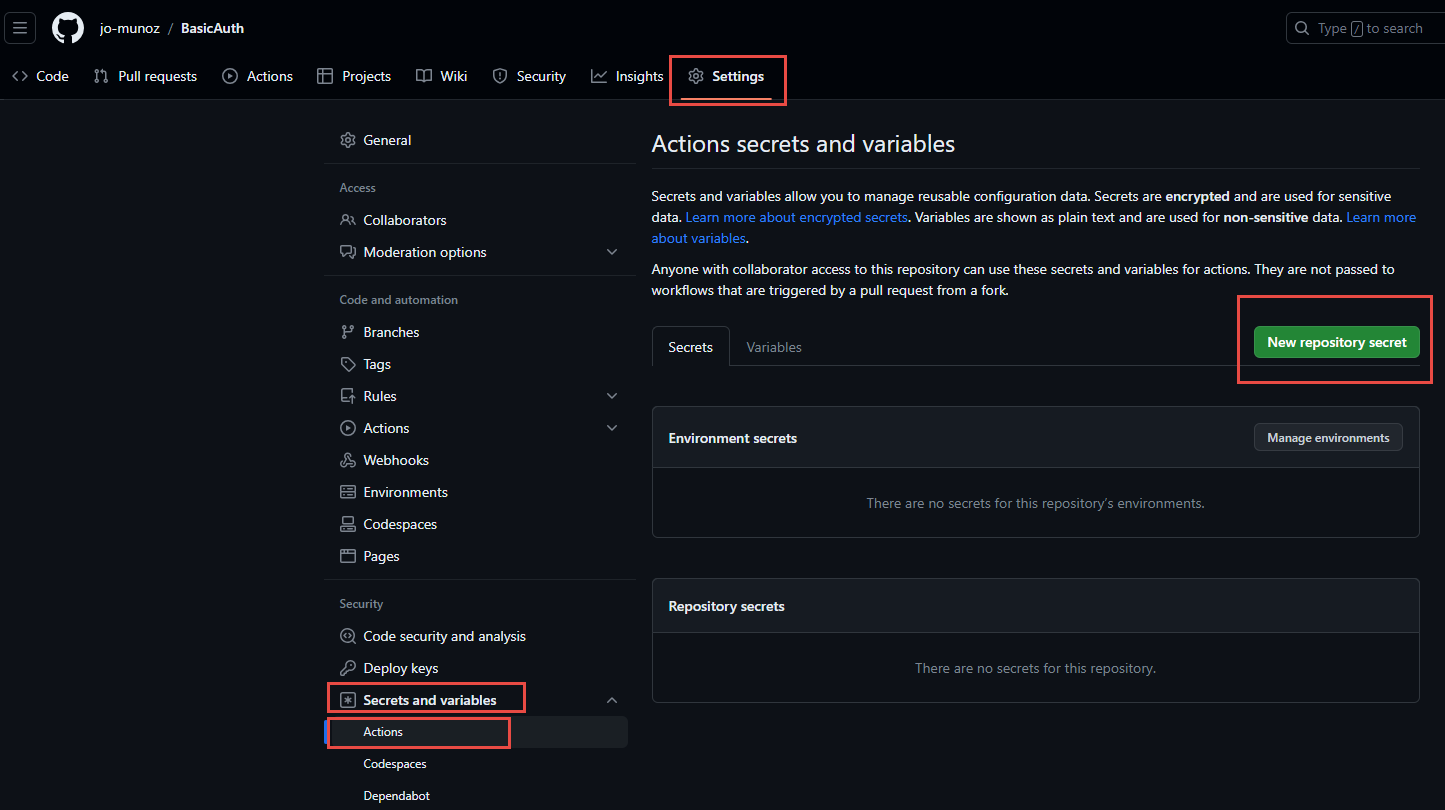 jo-munoz / BasicAuth
Type / to search
Code Pull requests Actions Projects Wiki Security Insights Settings
General
Access
Collaborators
Moderation options
Code and automation
Branches
Tags
Rules
Actions
Webhooks
Environments
Codespaces
Pages
Security
Code security and analysis
Deploy keys
Secrets and variables
Actions
Codespaces
Dependabot
Actions secrets and variables
Secrets and variables allow you to manage reusable configuration data. Secrets are encrypted and are used for sensitive
data. Learn more about encrypted secrets. Variables are shown as plain text and are used for non-sensitive data. Learn more
about variables.
Anyone with collaborator access to this repository can use these secrets and variables for actions. They are not passed to
workflows that are triggered by a pull request from a fork.
Secrets Variables
New repository secret
Environment secrets
Manage environments
There are no secrets for this repository's environments.
Repository secrets
There are no secrets for this repository.